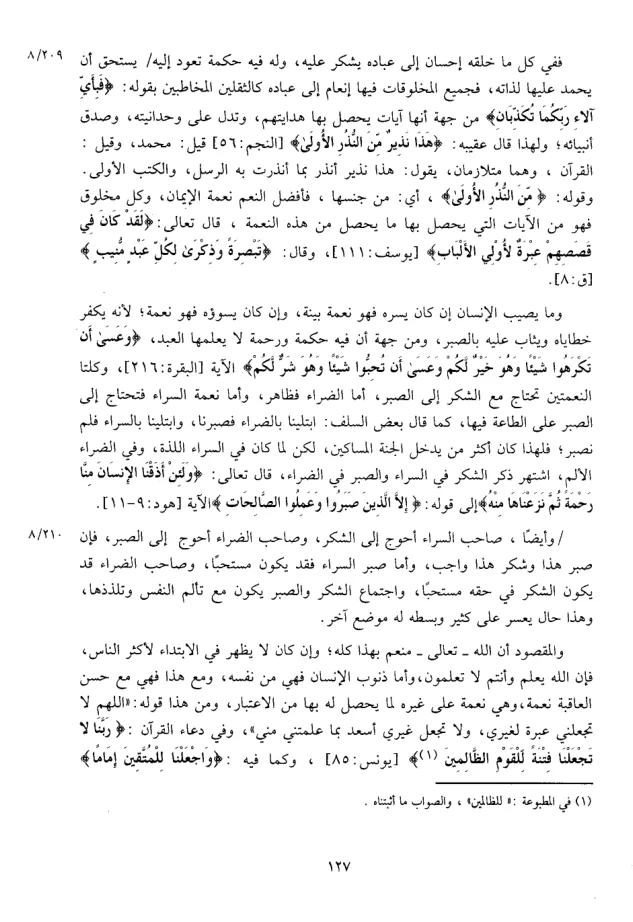 ٨/٢٠٩
ففي كل ما خلقه إحسان إلى عباده يشكر عليه، وله فيه حكمة تعود إليه/ يستحق أن
يحمد عليها لذاته، فجميع المخلوقات فيها إنعام إلى عباده كالثقلين المخاطبين بقوله: ﴿فَبِأَيِّ
آلاءِ رَبِّكُمَا تُكَذِّبَانِ﴾ من جهة أنها آيات يحصل بها هدايتهم، وتدل على وحدانيته، وصدق
أنبيائه؛ ولهذا قال عقيبه: ﴿هَذَا نَذِيرٌ مِّنَ النُّذُرِ الأُولَىٰ﴾ [النجم:٥٦] قيل: محمد، وقيل :
القرآن ، وهما متلازمان، يقول: هذا نذير أنذر بما أنذرت به الرسل، والكتب الأولى.
وقوله: ﴿ مِّنَ النُّذُرِ الأُولَىٰ﴾ ، أي: من جنسها ، فأفضل النعم نعمة الإيمان، وكل مخلوق
فهو من الآيات التي يحصل بها ما يحصل من هذه النعمة ، قال تعالى: ﴿لَقَدْ كَانَ فِي
قَصَصِهِمْ عِبْرَةٌ لأُوْلِي الأَلْبَابِ﴾ [يوسف:١١١]، وقال: ﴿تَبْصِرَةً وَذِكْرَىٰ لِكُلِّ عَبْدٍ مُّنِيبٍ ﴾
[ق:٨].
وما يصيب الإنسان إن كان يسره فهو نعمة بينة، وإن كان يسوؤه فهو نعمة؛ لأنه يكفر
خطاياه ويثاب عليه بالصبر، ومن جهة أن فيه حكمة ورحمة لا يعلمها العبد، ﴿وَعَسَىٰ أَن
تَكْرَهُوا شَيْئًا وَهُوَ خَيْرٌ لَّكُمْ وَعَسَىٰ أَن تُحِبُّوا شَيْئًا وَهُوَ شَرٌّ لَّكُمْ﴾ الآية [البقرة:٢١٦]، وكلتا
النعمتين تحتاج مع الشكر إلى الصبر، أما الضراء فظاهر، وأما نعمة السراء فتحتاج إلى
الصبر على الطاعة فيها، كما قال بعض السلف: ابتلينا بالضراء فصبرنا، وابتلينا بالسراء فلم
نصبر؛ فلهذا كان أكثر من يدخل الجنة المساكين، لكن لما كان في السراء اللذة، وفي الضراء
الألم، اشتهر ذكر الشكر في السراء والصبر في الضراء، قال تعالى: ﴿وَلَئِنْ أَذَقْنَا الإِنسَانَ مِنَّا
رَحْمَةً ثُمَّ نَزَعْنَاهَا مِنْهُ﴾إلى قوله:﴿ إِلاَّ الَّذِينَ صَبَرُوا وَعَمِلُوا الصَّالِحَاتِ ﴾الآية [هود:٩-١١].
٨/٢١٠
/ وأيضًا ، صاحب السراء أحوج إلى الشكر، وصاحب الضراء أحوج إلى الصبر، فإن
صبر هذا وشكر هذا واجب، وأما صبر السراء فقد يكون مستحبًا، وصاحب الضراء قد
يكون الشكر في حقه مستحبًا، واجتماع الشكر والصبر يكون مع تألم النفس وتلذذها،
وهذا حال يعسر على كثير وبسطه له موضع آخر.
والمقصود أن الله ـ تعالى ـ منعم بهذا كله؛ وإن كان لا يظهر في الابتداء لأكثر الناس،
فإن الله يعلم وأنتم لا تعلمون،وأما ذنوب الإنسان فهي من نفسه، ومع هذا فهي مع حسن
العاقبة نعمة،وهي نعمة على غيره لما يحصل له بها من الاعتبار، ومن هذا قوله:«اللهم لا
تجعلني عبرة لغيري، ولا تجعل غيري أسعد بما علمتني مني»، وفي دعاء القرآن :﴿ رَبَّنَا لا
تَجْعَلْنَا فِتْنَةً لِّلْقَوْمِ الظَّالِمِينَ (١)﴾ [يونس:٨٥] ، وكما فيه :﴿وَاجْعَلْنَا لِلْمُتَّقِينَ إِمَامًا﴾
(١) في المطبوعة :« للظالمين» ، والصواب ما أثبتناه .
١٢٧